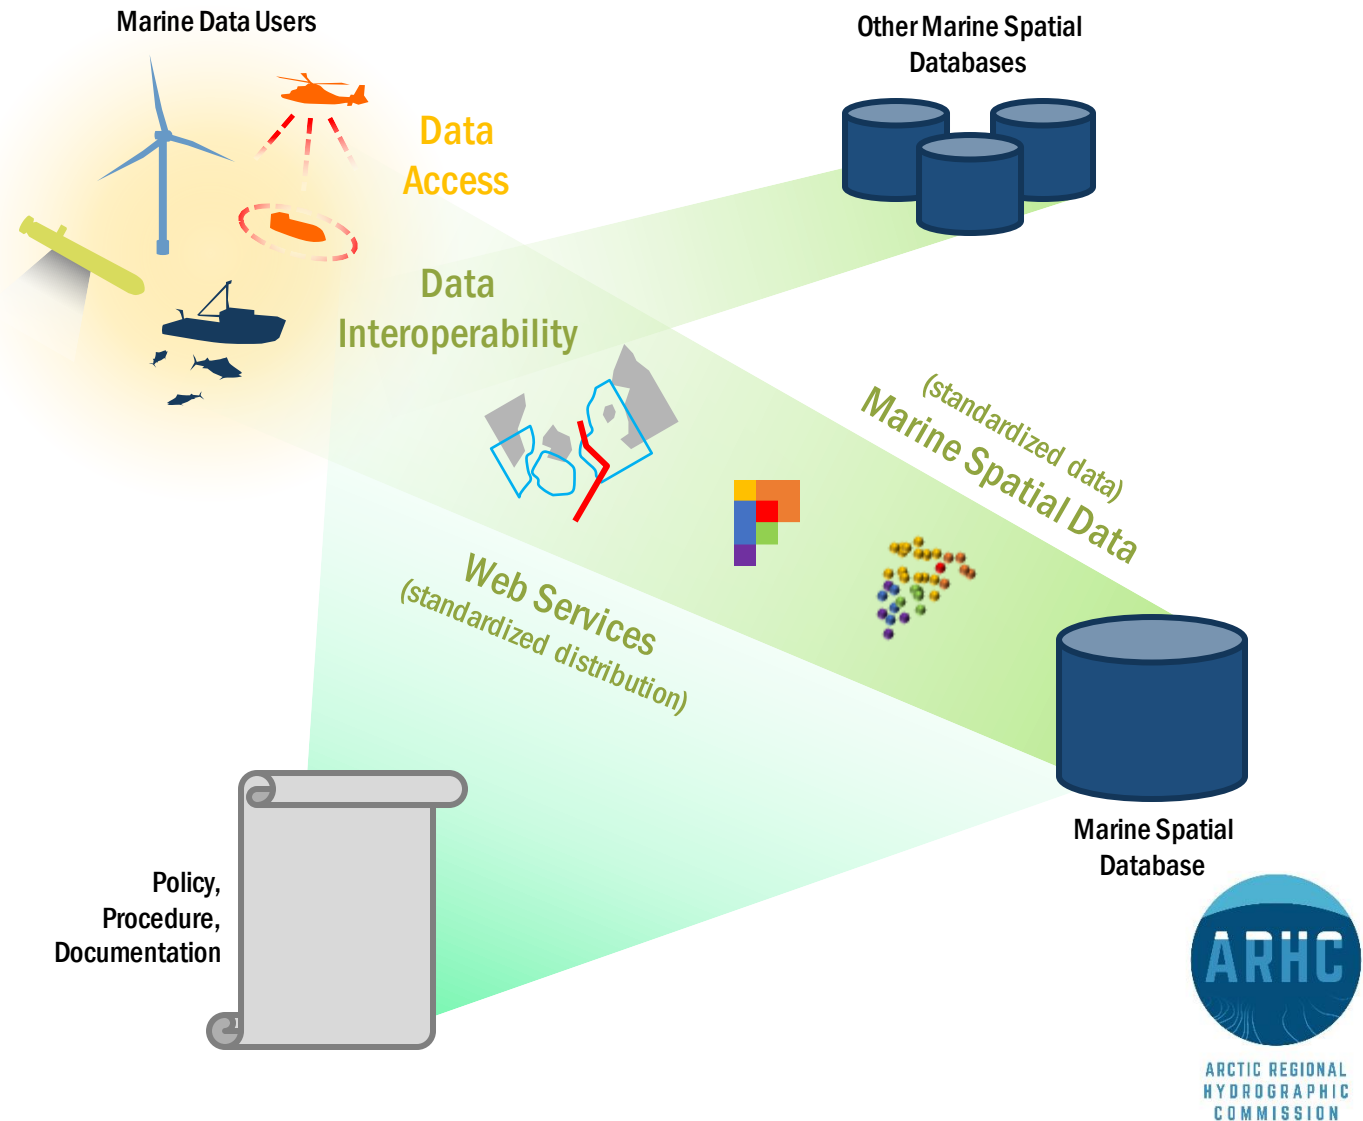 Marine Data Users
Other Marine Spatial
Databases
Data
Access
Data
Interoperability
(standardized data)
Marine Spatial Data
Web Services
(standardized distribution)
Marine Spatial
Database
Policy,
Procedure,
Documentation
ARHC
ARCTIC REGIONAL
HYDROGRAPHIC
COMMISSION